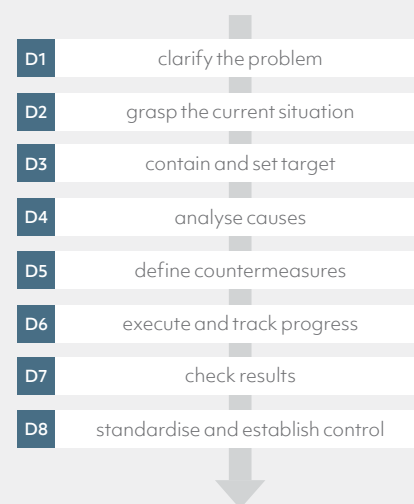 D1 clarify the problem
D2 grasp the current situation
D3 contain and set target
D4 analyse causes
D5 define countermeasures
D6 execute and track progress
D7 check results
D8 standardise and establish control